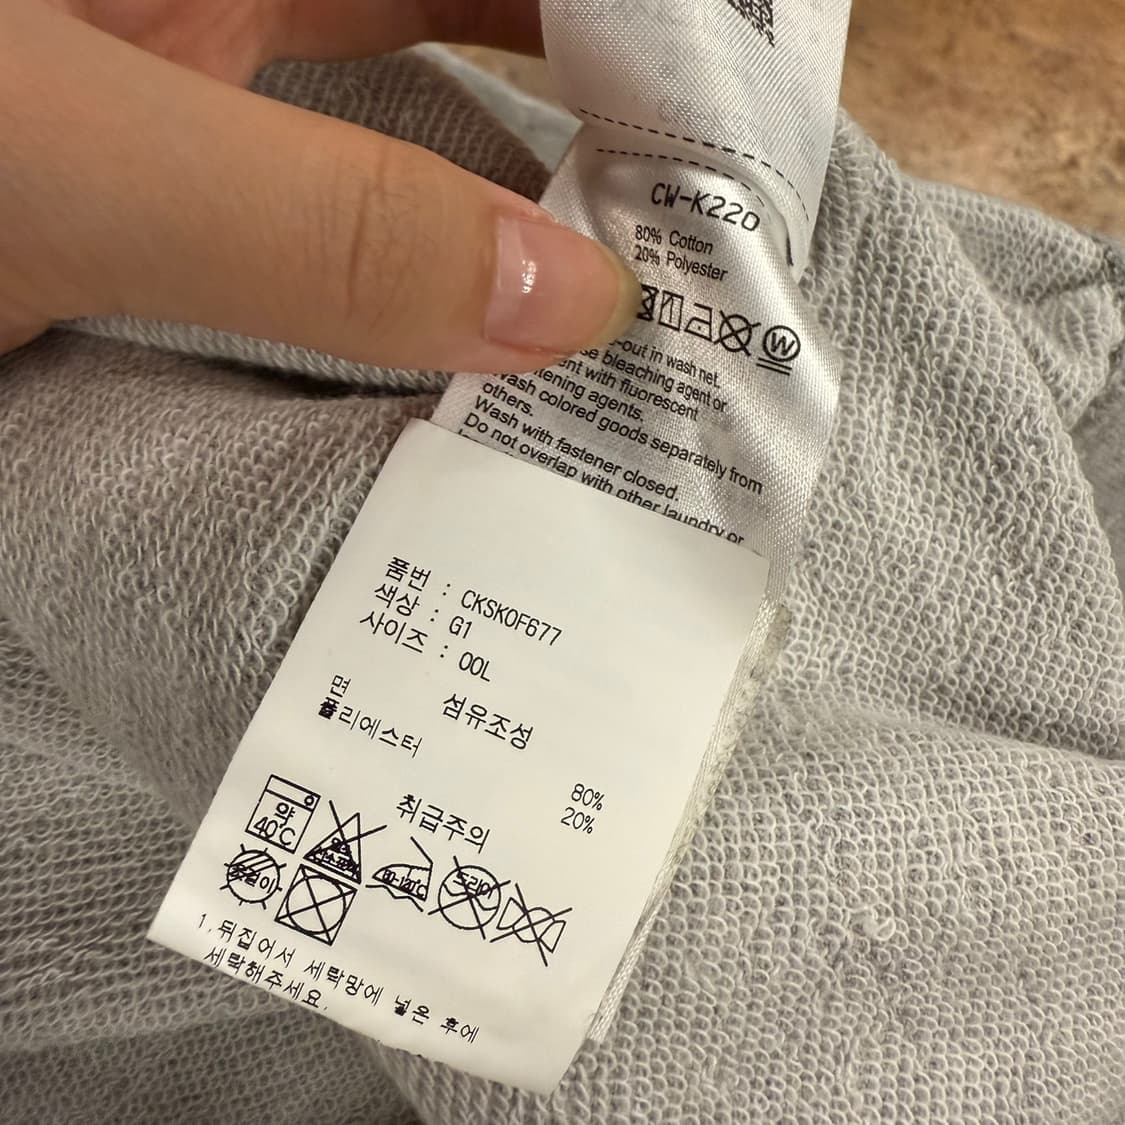 CW-K220
80% Cotton
20% Polyester
W
-out in wash net.
bleaching agent or
with fluorescent
agents.
Wash colored goods separately from
others.
Wash with fastener closed.
Do not overlap with other laundry or
품번 : CKSK0F677
색상 : G1
사이즈 : 00L
섬유조성
면 80%
폴리에스터 20%
취급주의
약
40℃
드라이
1.뒤집어서 세탁망에 넣은 후에
세탁해주세요.